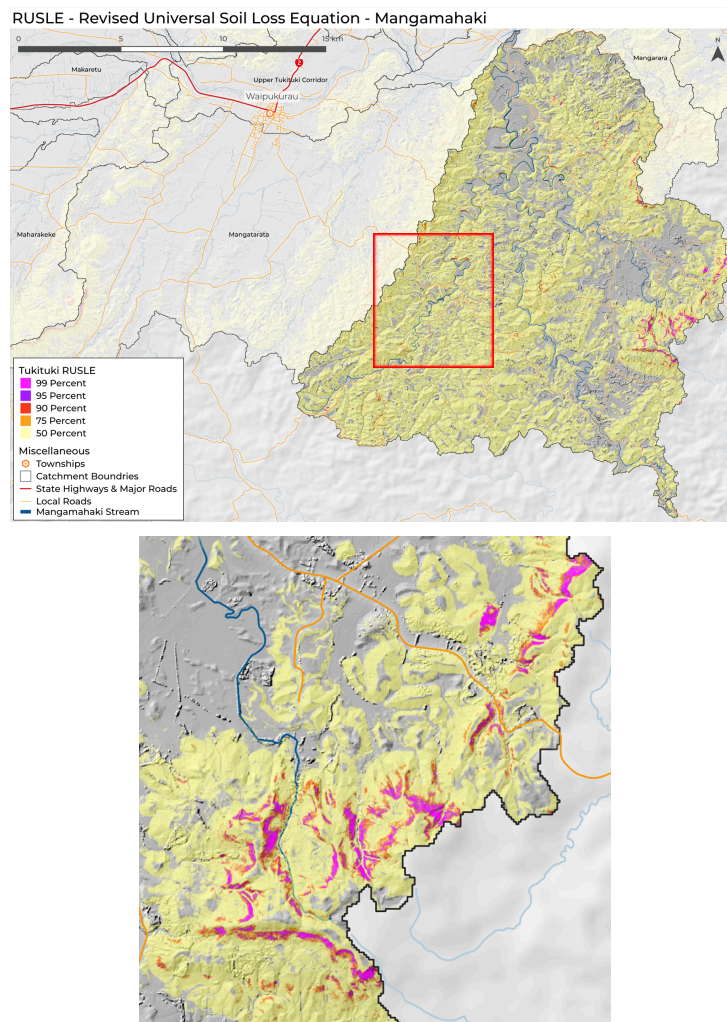 RUSLE - Revised Universal Soil Loss Equation - Mangamahaki
0 5 10 15 km
N
Makaretu
2
Mangarara
Upper Tukituki Corridor
Waipukurau
Maharakeke
Mangatarata
Tukituki RUSLE
99 Percent
95 Percent
90 Percent
75 Percent
50 Percent
Miscellaneous
Townships
Catchment Boundries
State Highways & Major Roads
Local Roads
Mangamahaki Stream